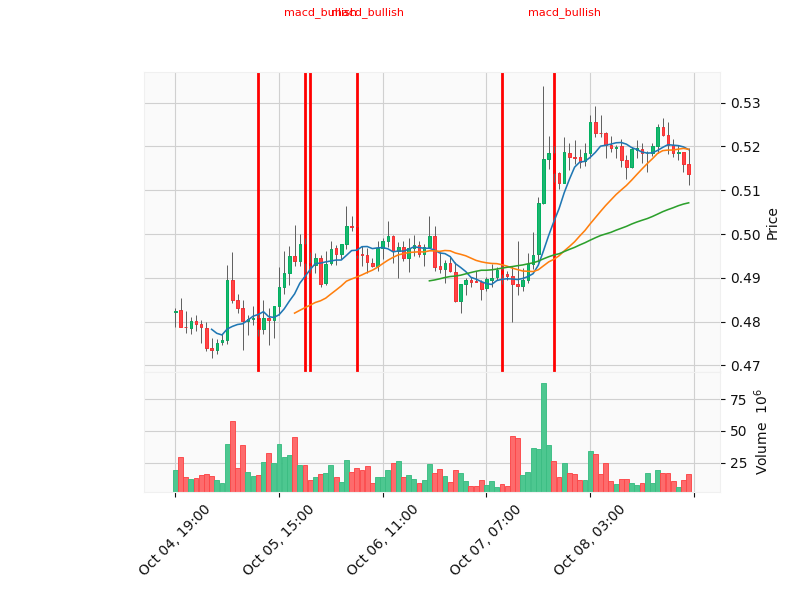 macd_bullish
macd_bullish
macd_bullish
0.53
0.52
0.51
0.50
0.49
0.48
0.47
Price
75
50
25
Volume 10^6
Oct 04, 19:00
Oct 05, 15:00
Oct 06, 11:00
Oct 07, 07:00
Oct 08, 03:00